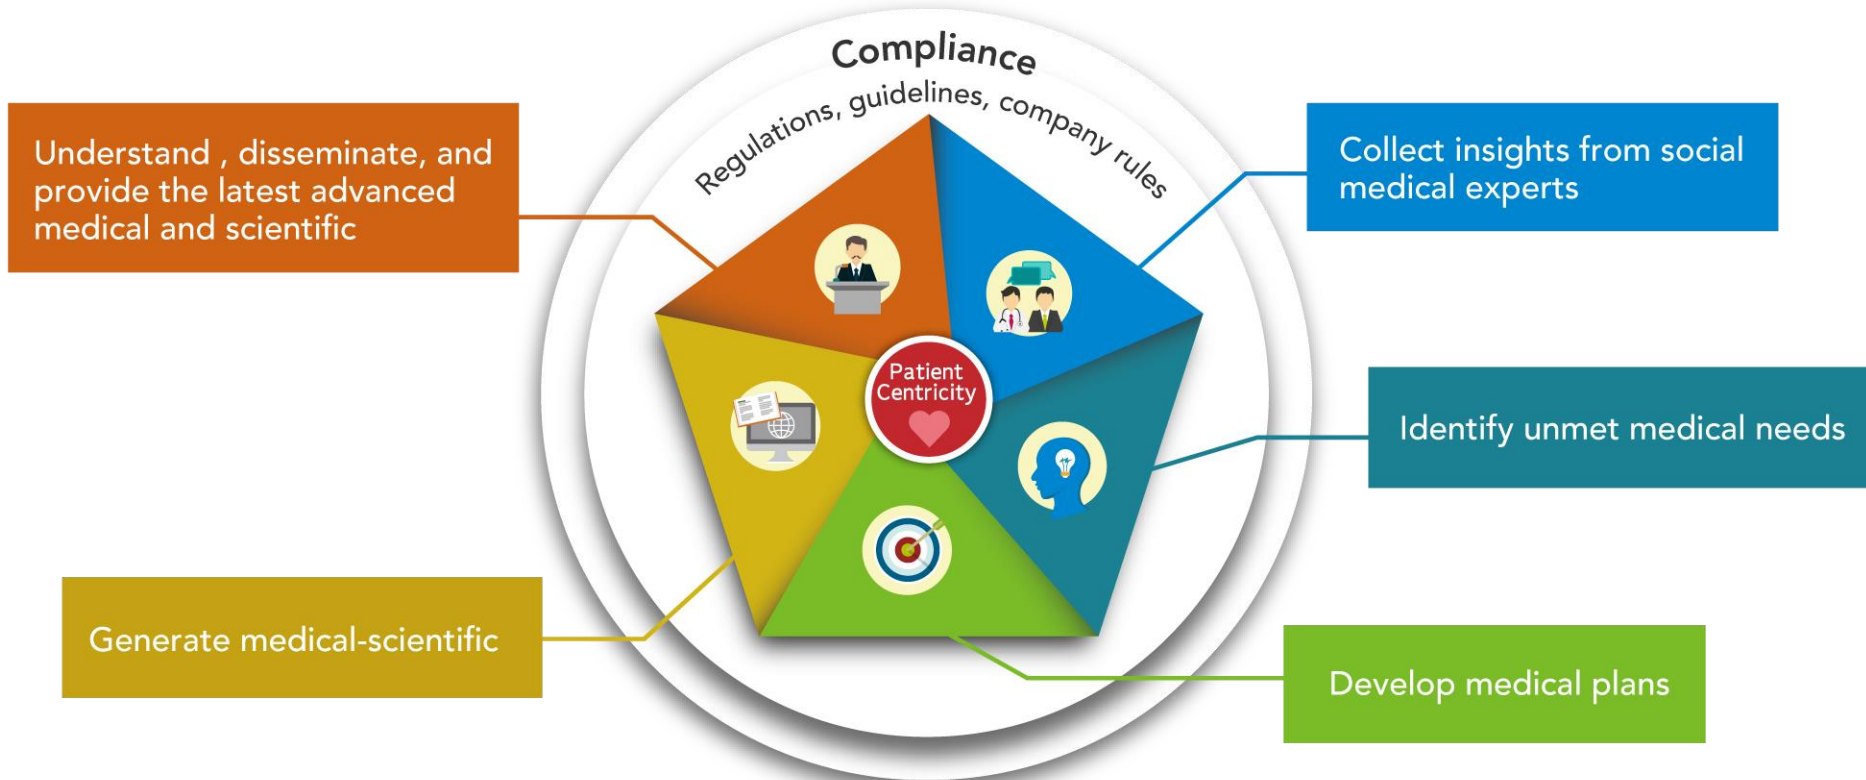 Compliance
Regulations, guidelines, company rules
Understand , disseminate, and
provide the latest advanced
medical and scientific
Collect insights from social
medical experts
Patient
Centricity
Identify unmet medical needs
Generate medical-scientific
Develop medical plans